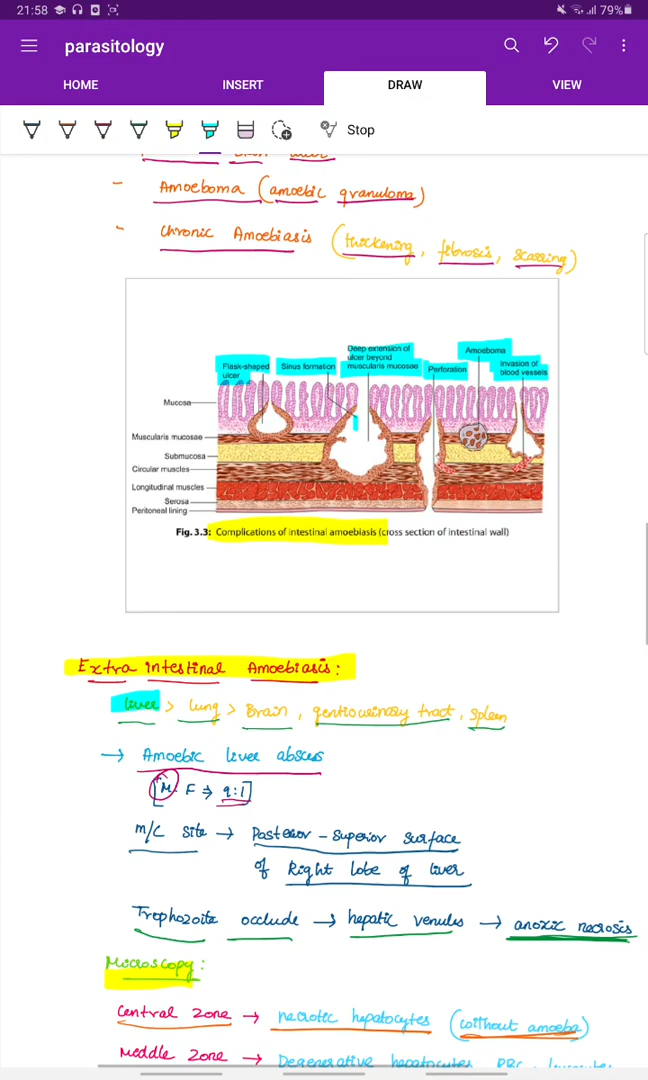 21:58
79%
parasitology
HOME INSERT DRAW VIEW
Stop
- Amoeboma (amoebic granuloma)
- Chronic Amoebiasis (thickening, fibrosis, scarring)
Flask-shaped ulcer
Sinus formation
Deep extension of ulcer beyond muscularis mucosae
Perforation
Amoeboma
Invasion of blood vessels
Mucosa
Muscularis mucosae
Submucosa
Circular muscles
Longitudinal muscles
Serosa
Peritoneal lining
Fig. 3.3: Complications of intestinal amoebiasis (cross section of intestinal wall)
Extra intestinal Amoebiasis:
liver > lung > Brain, gentiourinary tract, Spleen
→ Amoebic liver abscess
[M: F → 9:1]
m/c site → Posterior - superior surface
of Right lobe of liver
Trophozoite occlude → hepatic venules → anoxic necrosis
Microscopy:
Central zone → necrotic hepatocytes (without amoeba)
Middle zone → Degenerative hepatocytes, RBC,